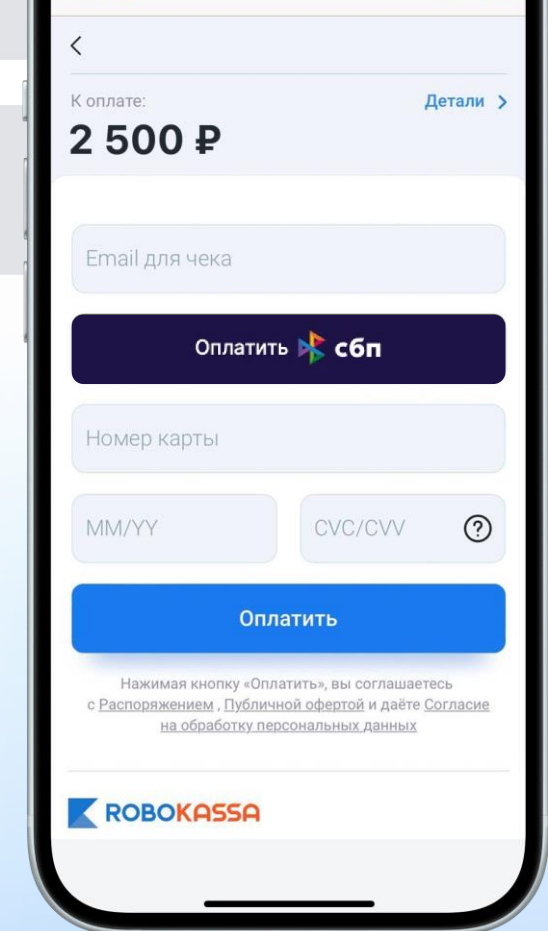 К оплате:
Детали
2 500 ₽
Email для чека
Оплатить сбп
Номер карты
MM/YY
CVC/CVV ?
Оплатить
Нажимая кнопку «Оплатить», вы соглашаетесь
с Распоряжением , Публичной офертой и даёте Согласие
на обработку персональных данных
ROBOKASSA